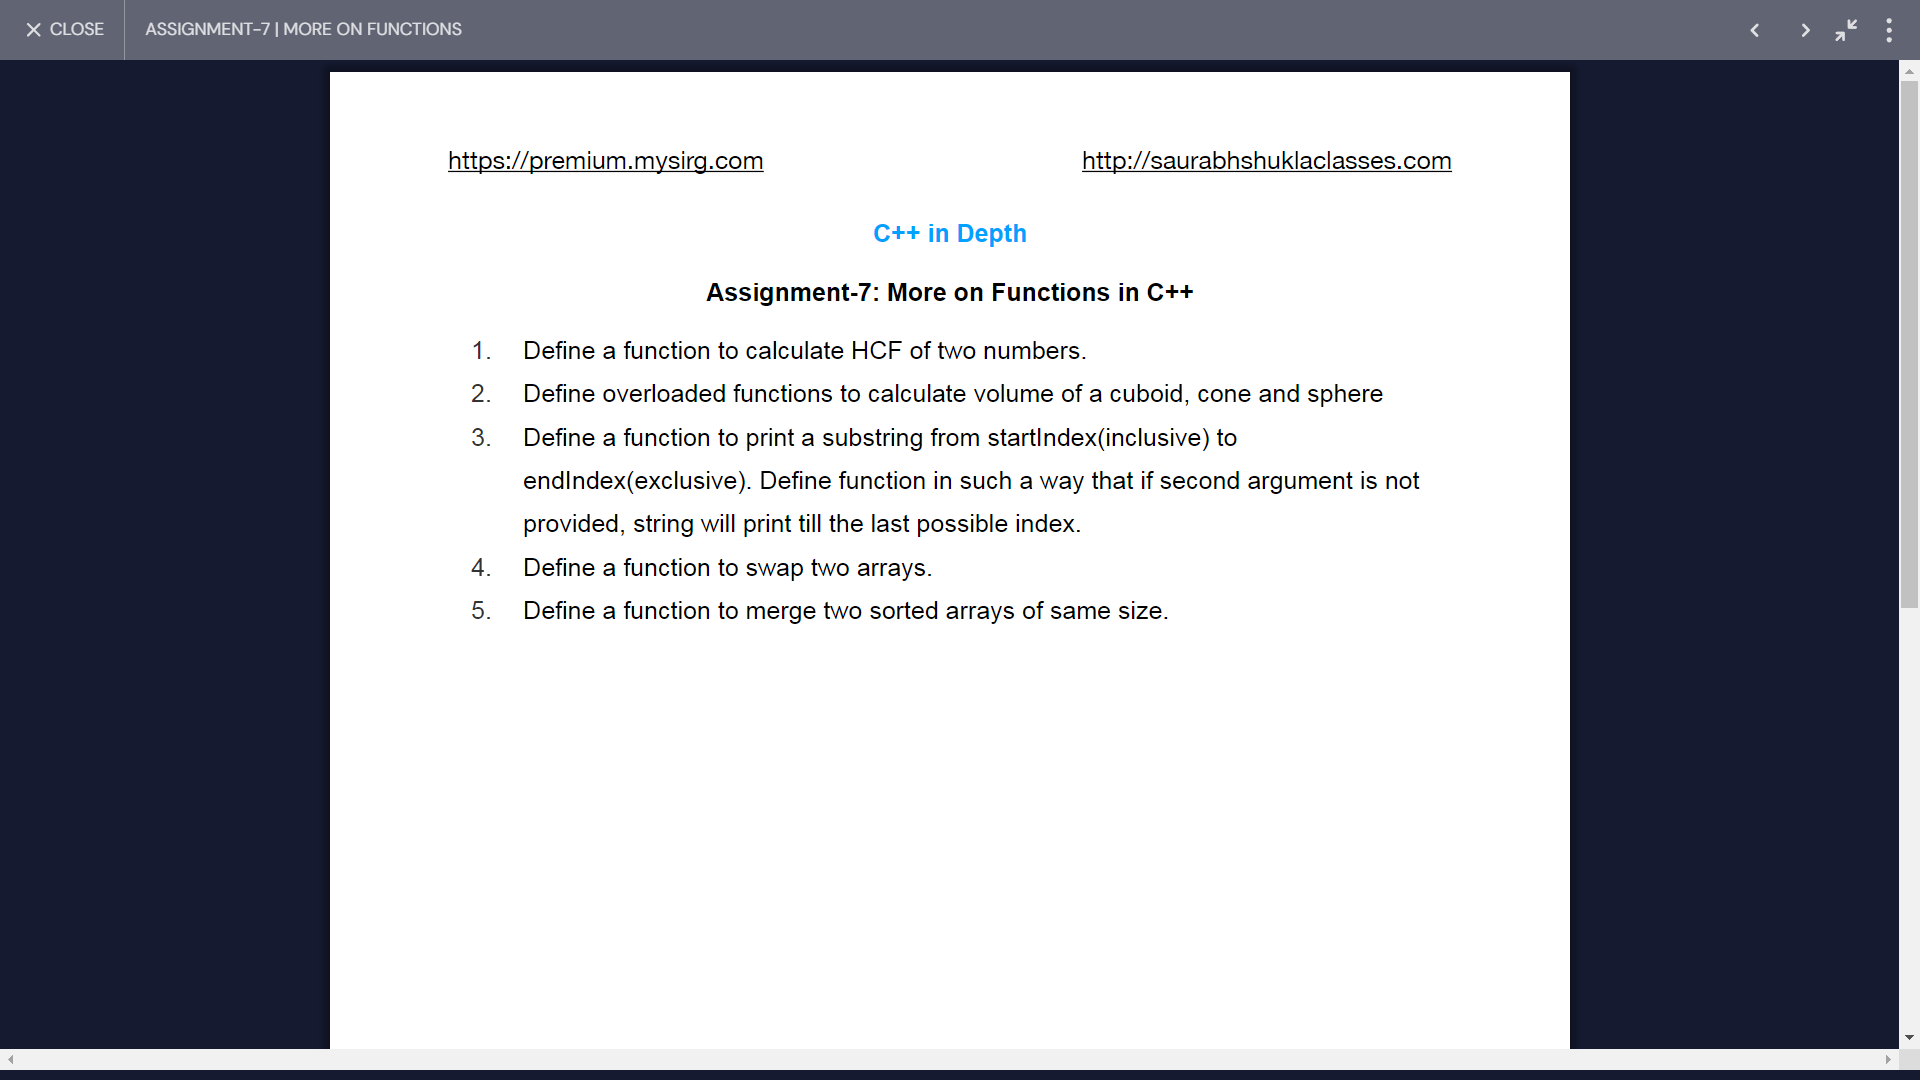 CLOSE
ASSIGNMENT-7 | MORE ON FUNCTIONS
https://premium.mysirg.com
http://saurabhshuklaclasses.com
C++ in Depth
Assignment-7: More on Functions in C++
1. Define a function to calculate HCF of two numbers.
2. Define overloaded functions to calculate volume of a cuboid, cone and sphere
3. Define a function to print a substring from startIndex(inclusive) to
endIndex(exclusive). Define function in such a way that if second argument is not
provided, string will print till the last possible index.
4. Define a function to swap two arrays.
5. Define a function to merge two sorted arrays of same size.